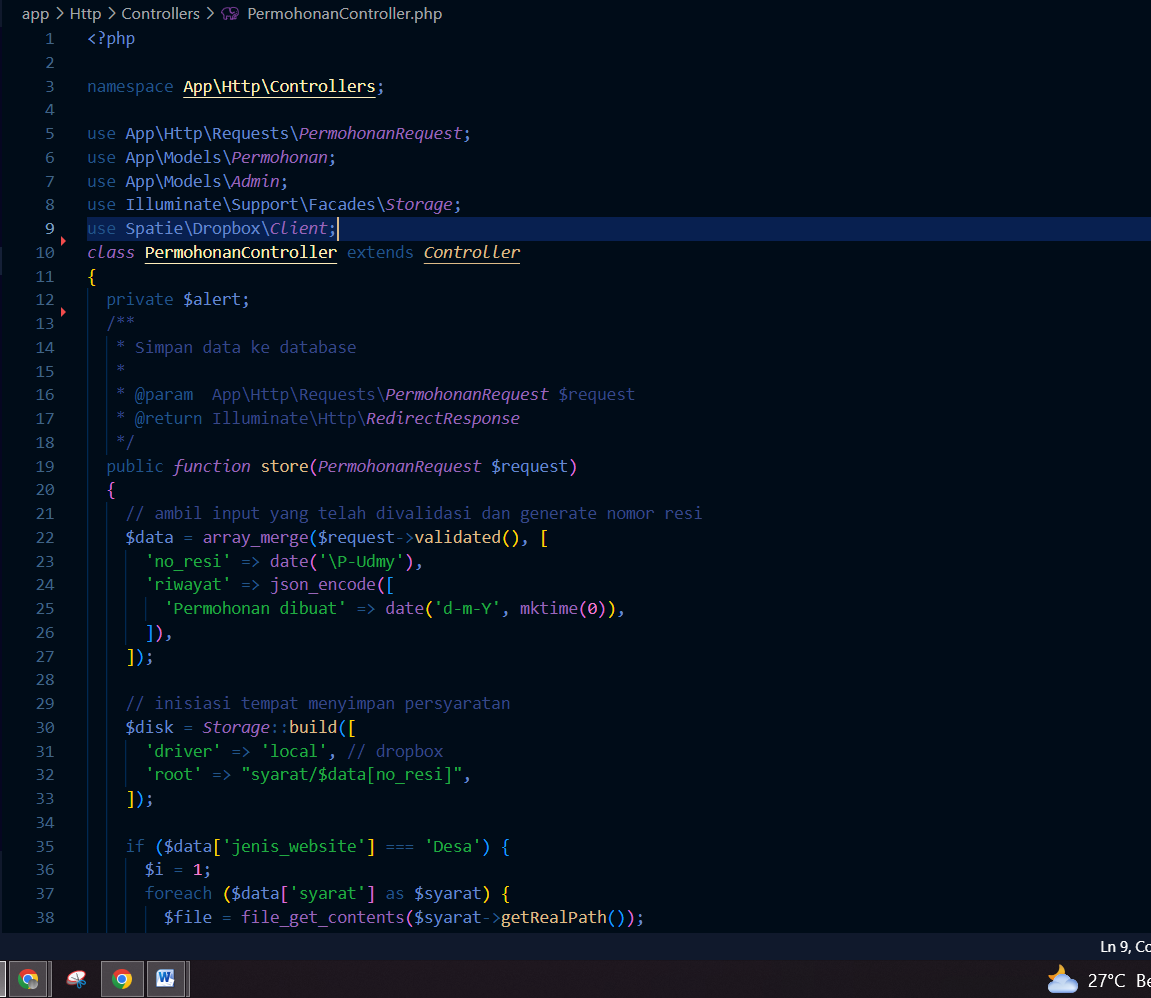 app > Http > Controllers > PermohonanController.php
1 <?php
2
3 namespace App\Http\Controllers;
4
5 use App\Http\Requests\PermohonanRequest;
6 use App\Models\Permohonan;
7 use App\Models\Admin;
8 use Illuminate\Support\Facades\Storage;
9 use Spatie\Dropbox\Client;
10 class PermohonanController extends Controller
11 {
12 private $alert;
13 /**
14 * Simpan data ke database
15 *
16 * @param  App\Http\Requests\PermohonanRequest $request
17 * @return Illuminate\Http\RedirectResponse
18 */
19 public function store(PermohonanRequest $request)
20 {
21 // ambil input yang telah divalidasi dan generate nomor resi
22 $data = array_merge($request->validated(), [
23 'no_resi' => date('\P-Udmy'),
24 'riwayat' => json_encode([
25 'Permohonan dibuat' => date('d-m-Y', mktime(0)),
26 ]),
27 ]);
28
29 // inisiasi tempat menyimpan persyaratan
30 $disk = Storage::build([
31 'driver' => 'local', // dropbox
32 'root' => "syarat/$data[no_resi]",
33 ]);
34
35 if ($data['jenis_website'] === 'Desa') {
36 $i = 1;
37 foreach ($data['syarat'] as $syarat) {
38 $file = file_get_contents($syarat->getRealPath());
Ln 9, Co
27°C Be